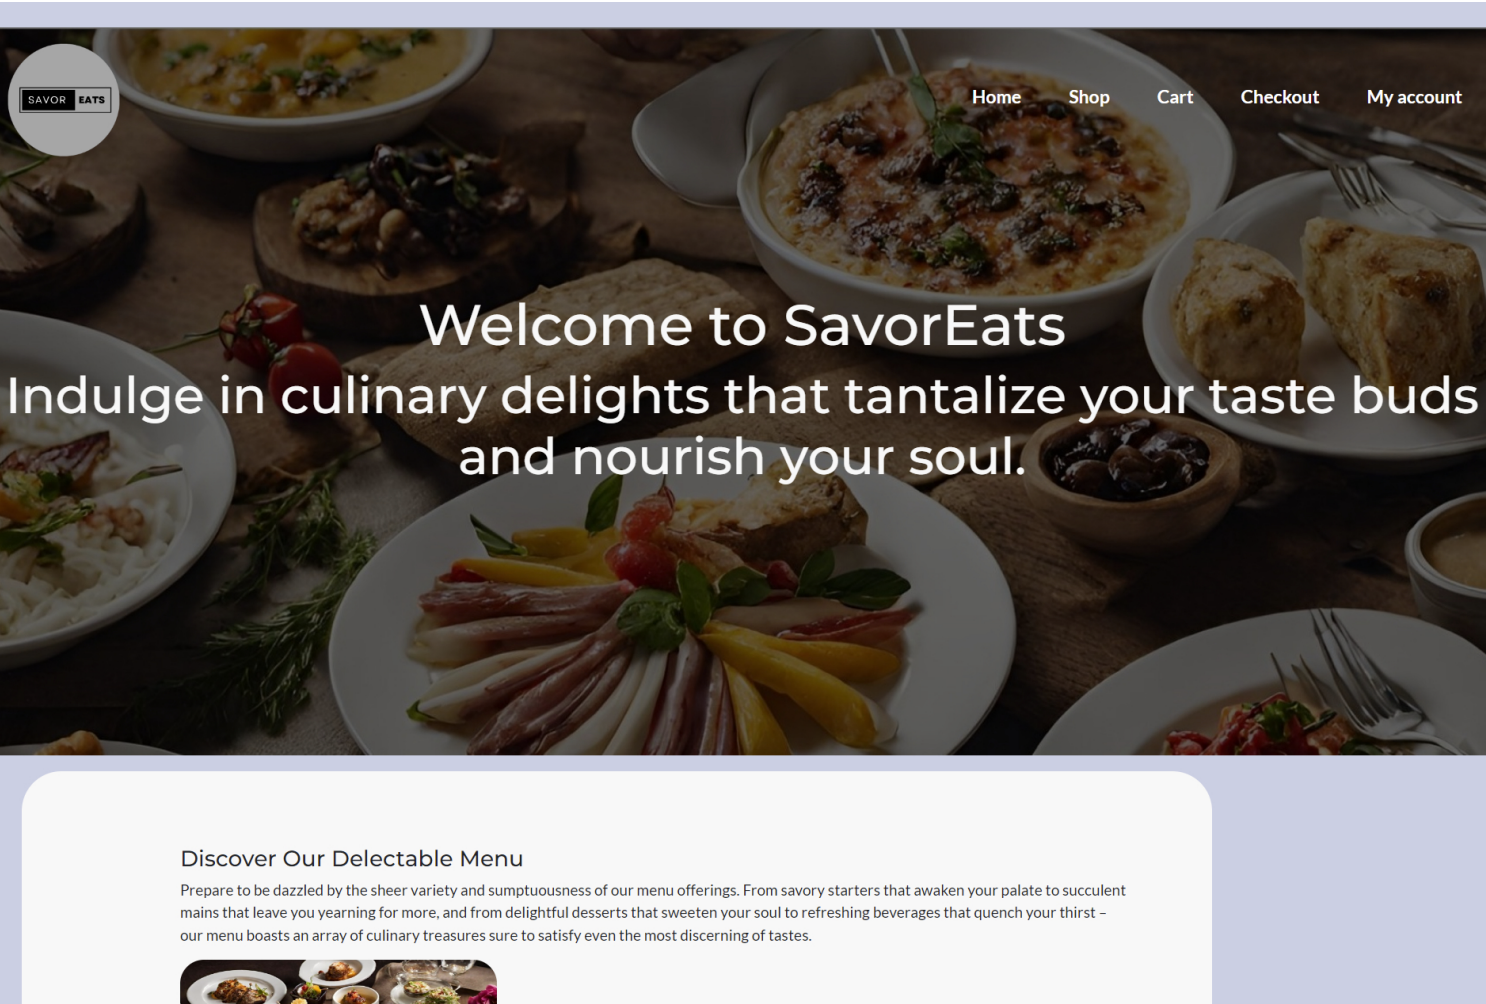 SAVOR EATS
Home Shop Cart Checkout My account
Welcome to SavorEats
Indulge in culinary delights that tantalize your taste buds
and nourish your soul.
Discover Our Delectable Menu
Prepare to be dazzled by the sheer variety and sumptuousness of our menu offerings. From savory starters that awaken your palate to succulent
mains that leave you yearning for more, and from delightful desserts that sweeten your soul to refreshing beverages that quench your thirst –
our menu boasts an array of culinary treasures sure to satisfy even the most discerning of tastes.